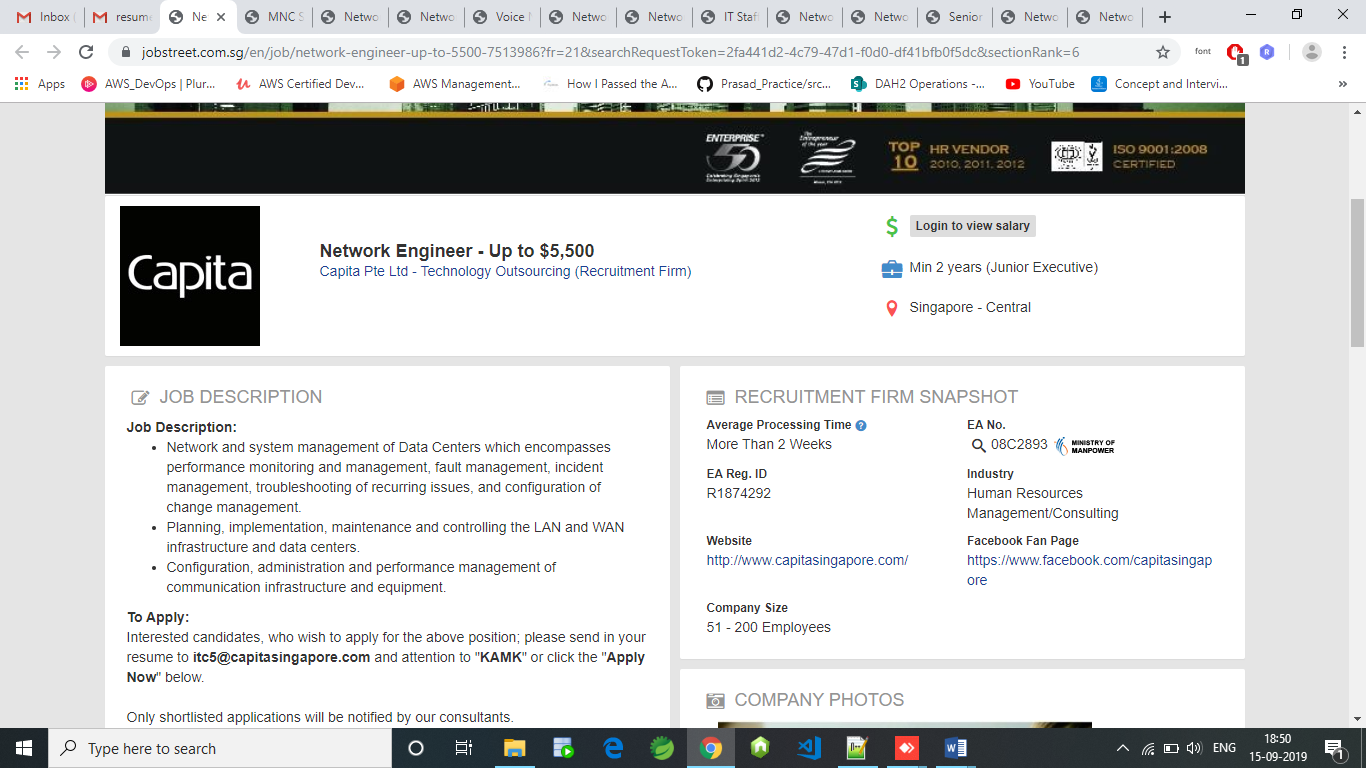 Inbox (
resum
Ne
MNC S
Netwo
Netwo
Voice I
Netwo
Netwo
IT Staf
Netwo
Netwo
Senior
Netwo
Netwo
jobstreet.com.sg/en/job/network-engineer-up-to-5500-7513986?fr=21&searchRequestToken=2fa441d2-4c79-47d1-f0d0-df41bfb0f5dc&sectionRank=6
font
1
R
Apps
AWS_DevOps | Plur...
AWS Certified Dev...
AWS Management...
How I Passed the A...
Prasad_Practice/src...
DAH2 Operations -...
YouTube
Concept and Intervi...
»
ENTERPRISE
50
The Entrepreneur of the year
TOP 10
HR VENDOR
2010, 2011, 2012
ISO 9001:2008
CERTIFIED
Capita
Network Engineer - Up to $5,500
Capita Pte Ltd - Technology Outsourcing (Recruitment Firm)
$ Login to view salary
Min 2 years (Junior Executive)
Singapore - Central
JOB DESCRIPTION
Job Description:
• Network and system management of Data Centers which encompasses
performance monitoring and management, fault management, incident
management, troubleshooting of recurring issues, and configuration of
change management.
• Planning, implementation, maintenance and controlling the LAN and WAN
infrastructure and data centers.
• Configuration, administration and performance management of
communication infrastructure and equipment.
To Apply:
Interested candidates, who wish to apply for the above position; please send in your
resume to itc5@capitasingapore.com and attention to "KAMK" or click the "Apply
Now" below.
Only shortlisted applications will be notified by our consultants.
RECRUITMENT FIRM SNAPSHOT
Average Processing Time ?
More Than 2 Weeks
EA No.
08C2893 MINISTRY OF
MANPOWER
EA Reg. ID
R1874292
Industry
Human Resources
Management/Consulting
Website
http://www.capitasingapore.com/
Facebook Fan Page
https://www.facebook.com/capitasingap
ore
Company Size
51 - 200 Employees
COMPANY PHOTOS
Type here to search
ENG
18:50
15-09-2019
1